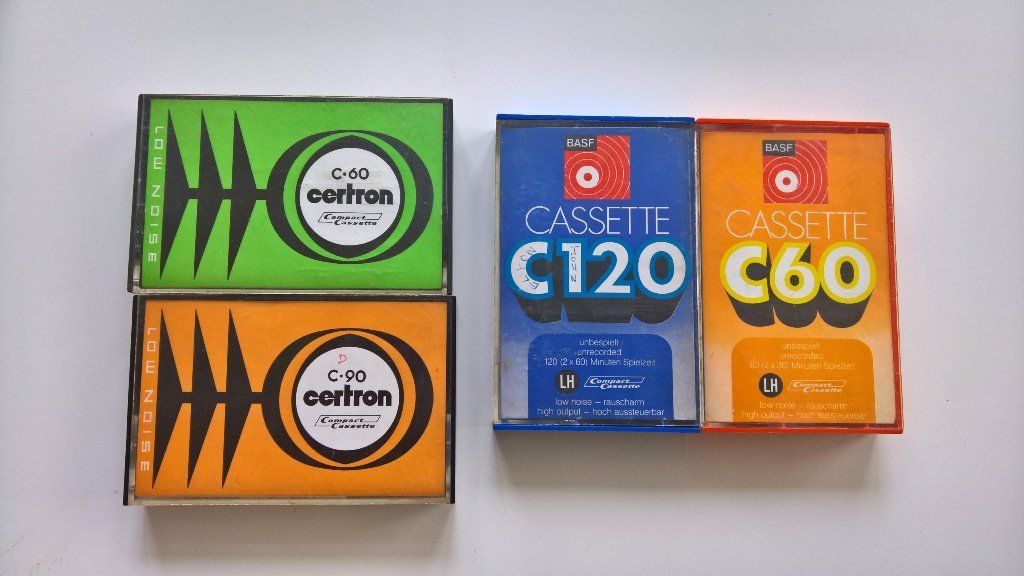 LOW NOISE
C·60
certron
Compact
Cassette
LOW NOISE
D
C·90
certron
Compact
Cassette
BASF
CASSETTE
C120
unbespielt
unrecorded
120 (2 x 60) Minuten Spielzeit
LH Compact Cassette
low noise – rauscharm
high output – hoch aussteuerbar
BASF
CASSETTE
C60
unbespielt
unrecorded
60 (2 x 30) Minuten Spielzeit
LH Compact Cassette
low noise – rauscharm
high output – hoch aussteuerbar